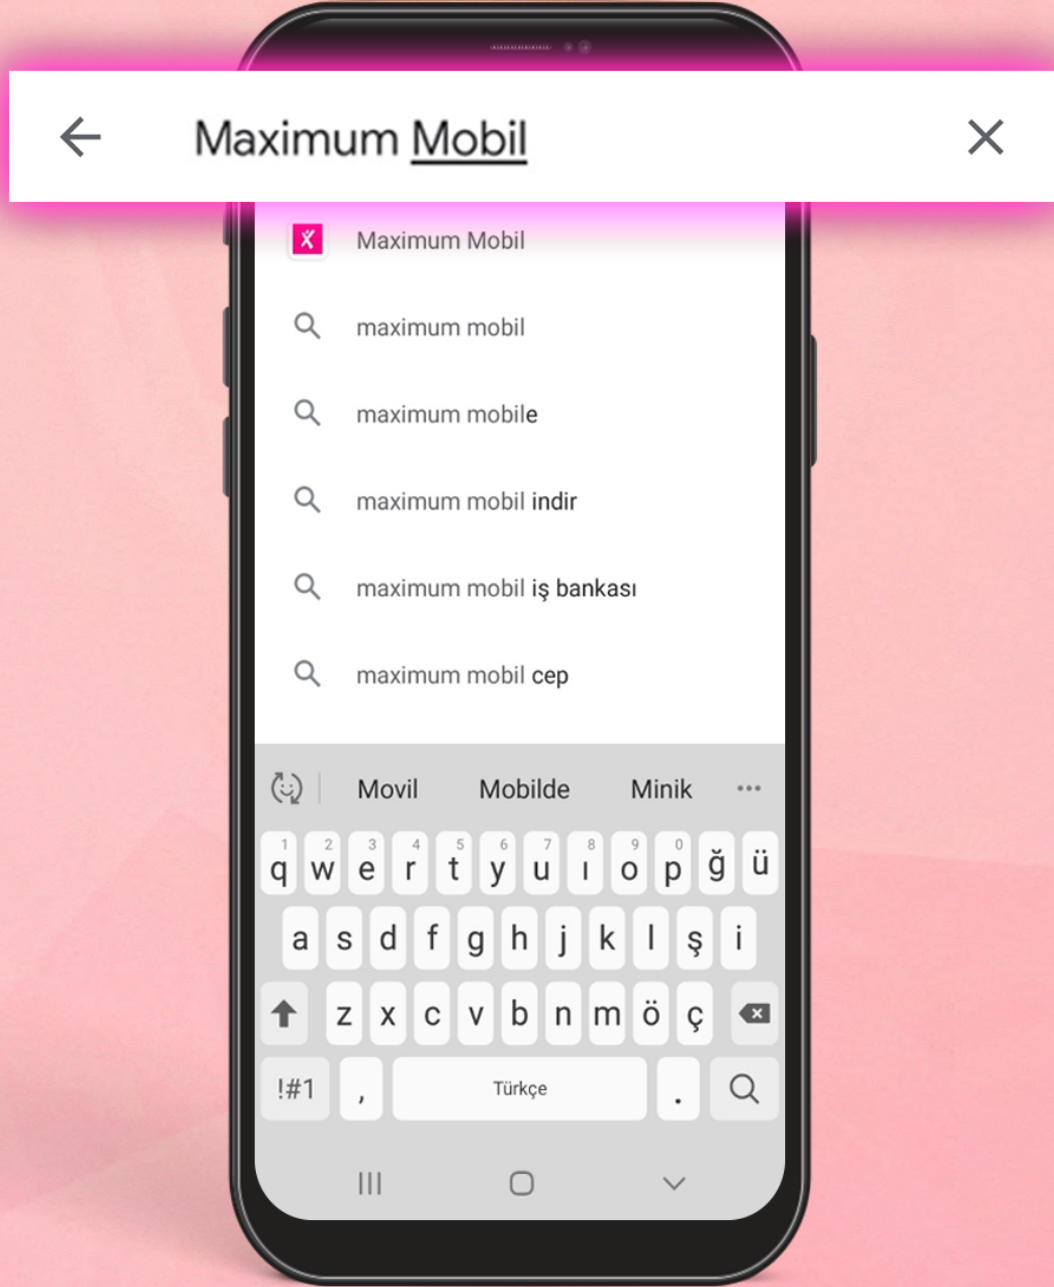 Maximum Mobil
Maximum Mobil
maximum mobil
maximum mobile
maximum mobil indir
maximum mobil iş bankası
maximum mobil cep
Movil Mobilde Minik
1 2 3 4 5 6 7 8 9 0
q w e r t y u ı o p ğ ü
a s d f g h j k l ş i
z x c v b n m ö ç
!#1 , Türkçe .